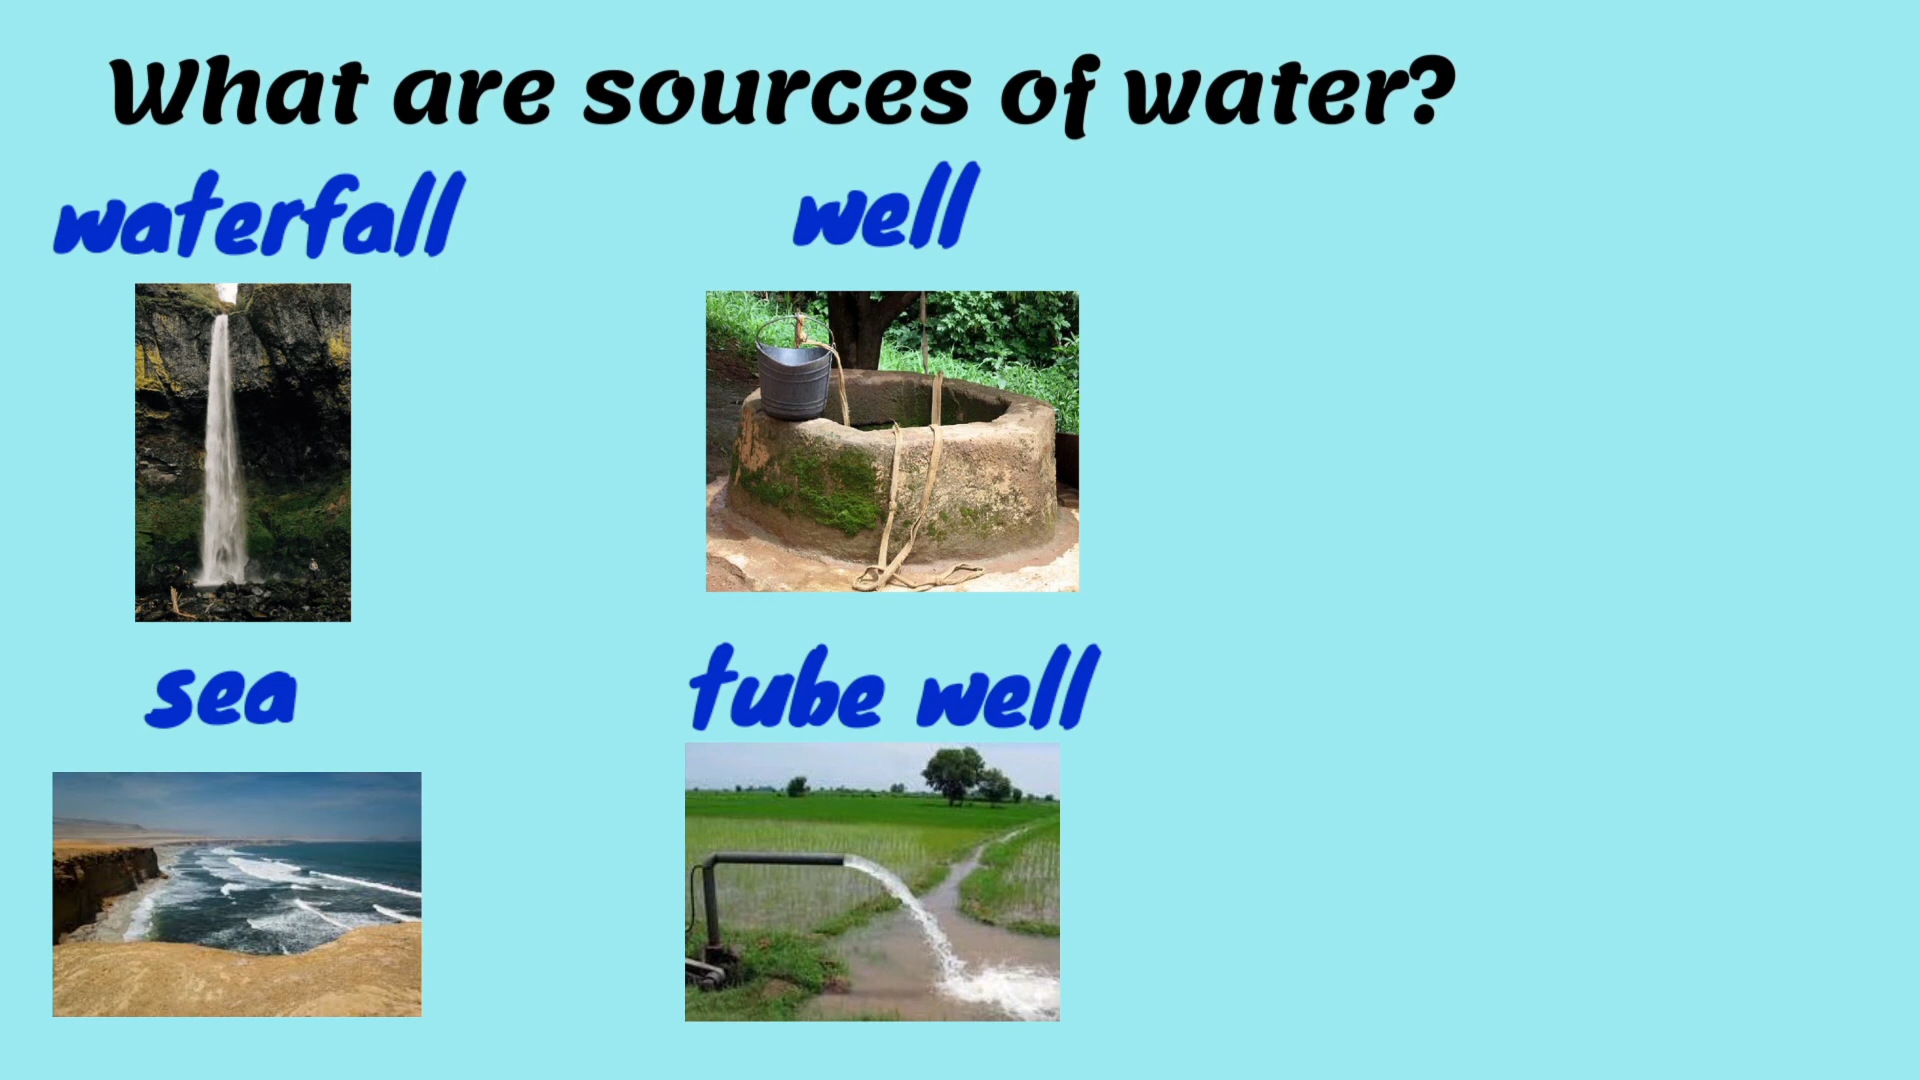 What are sources of water?
waterfall
well
sea
tube well